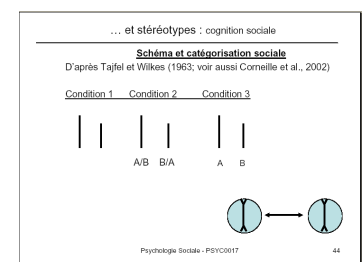 … et stéréotypes : cognition sociale
Schéma et catégorisation sociale
D'après Tajfel et Wilkes (1963; voir aussi Corneille et al., 2002)
Condition 1 Condition 2 Condition 3
A/B B/A A B
Psychologie Sociale - PSYC0017 44